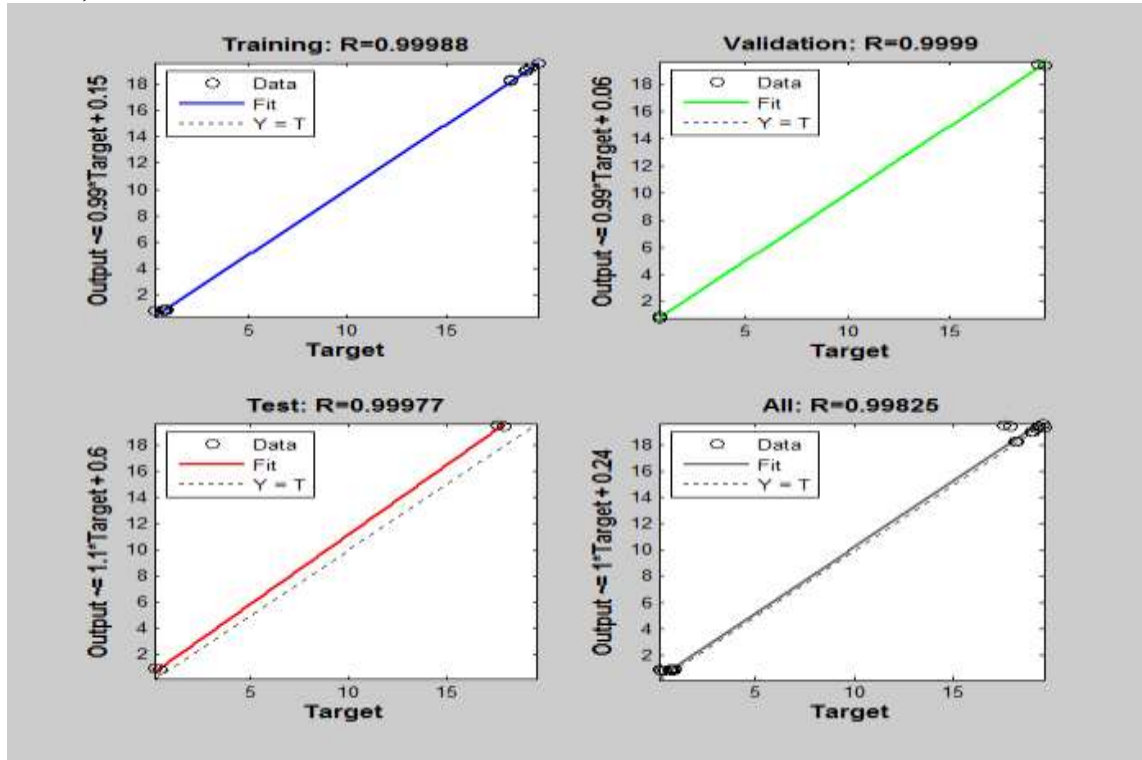 Training: R=0.99988
Output ~= 0.99*Target + 0.15
Data
Fit
Y = T
18
16
14
12
10
8
6
4
2
5
10
15
Target
Validation: R=0.9999
Output ~= 0.99*Target + 0.06
Data
Fit
Y = T
18
16
14
12
10
8
6
4
2
5
10
15
Target
Test: R=0.99977
Output ~= 1.1*Target + 0.6
Data
Fit
Y = T
18
16
14
12
10
8
6
4
2
5
10
15
Target
All: R=0.99825
Output ~= 1*Target + 0.24
Data
Fit
Y = T
18
16
14
12
10
8
6
4
2
5
10
15
Target